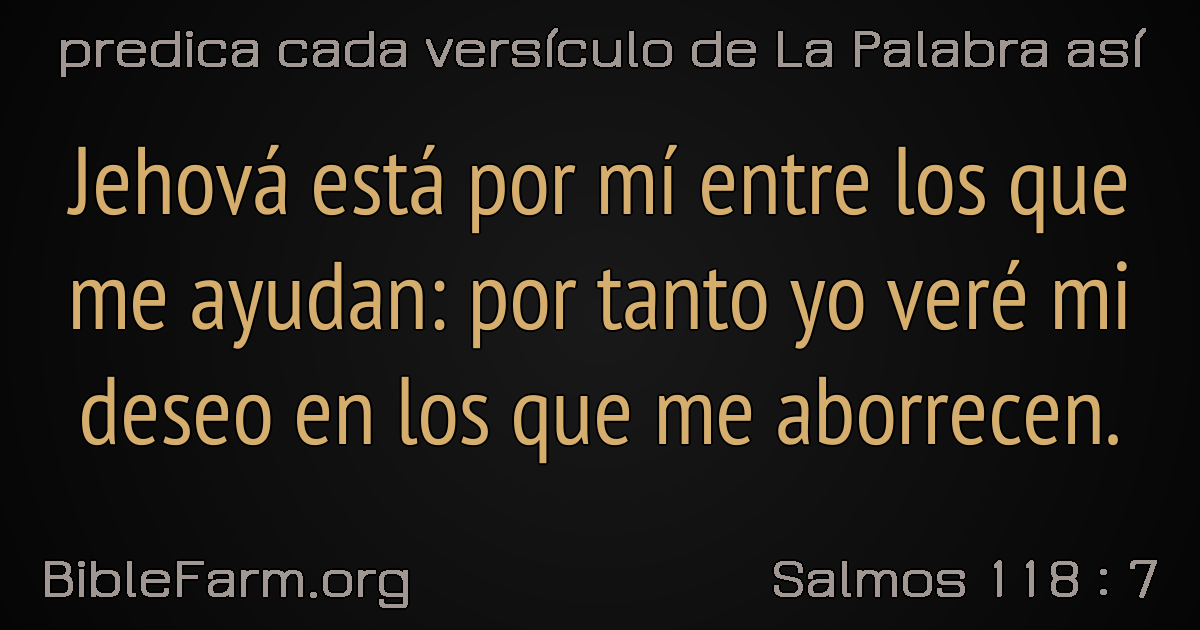 predica cada versículo de La Palabra así
Jehová está por mí entre los que
me ayudan: por tanto yo veré mi
deseo en los que me aborrecen.
BibleFarm.org
Salmos 118 : 7